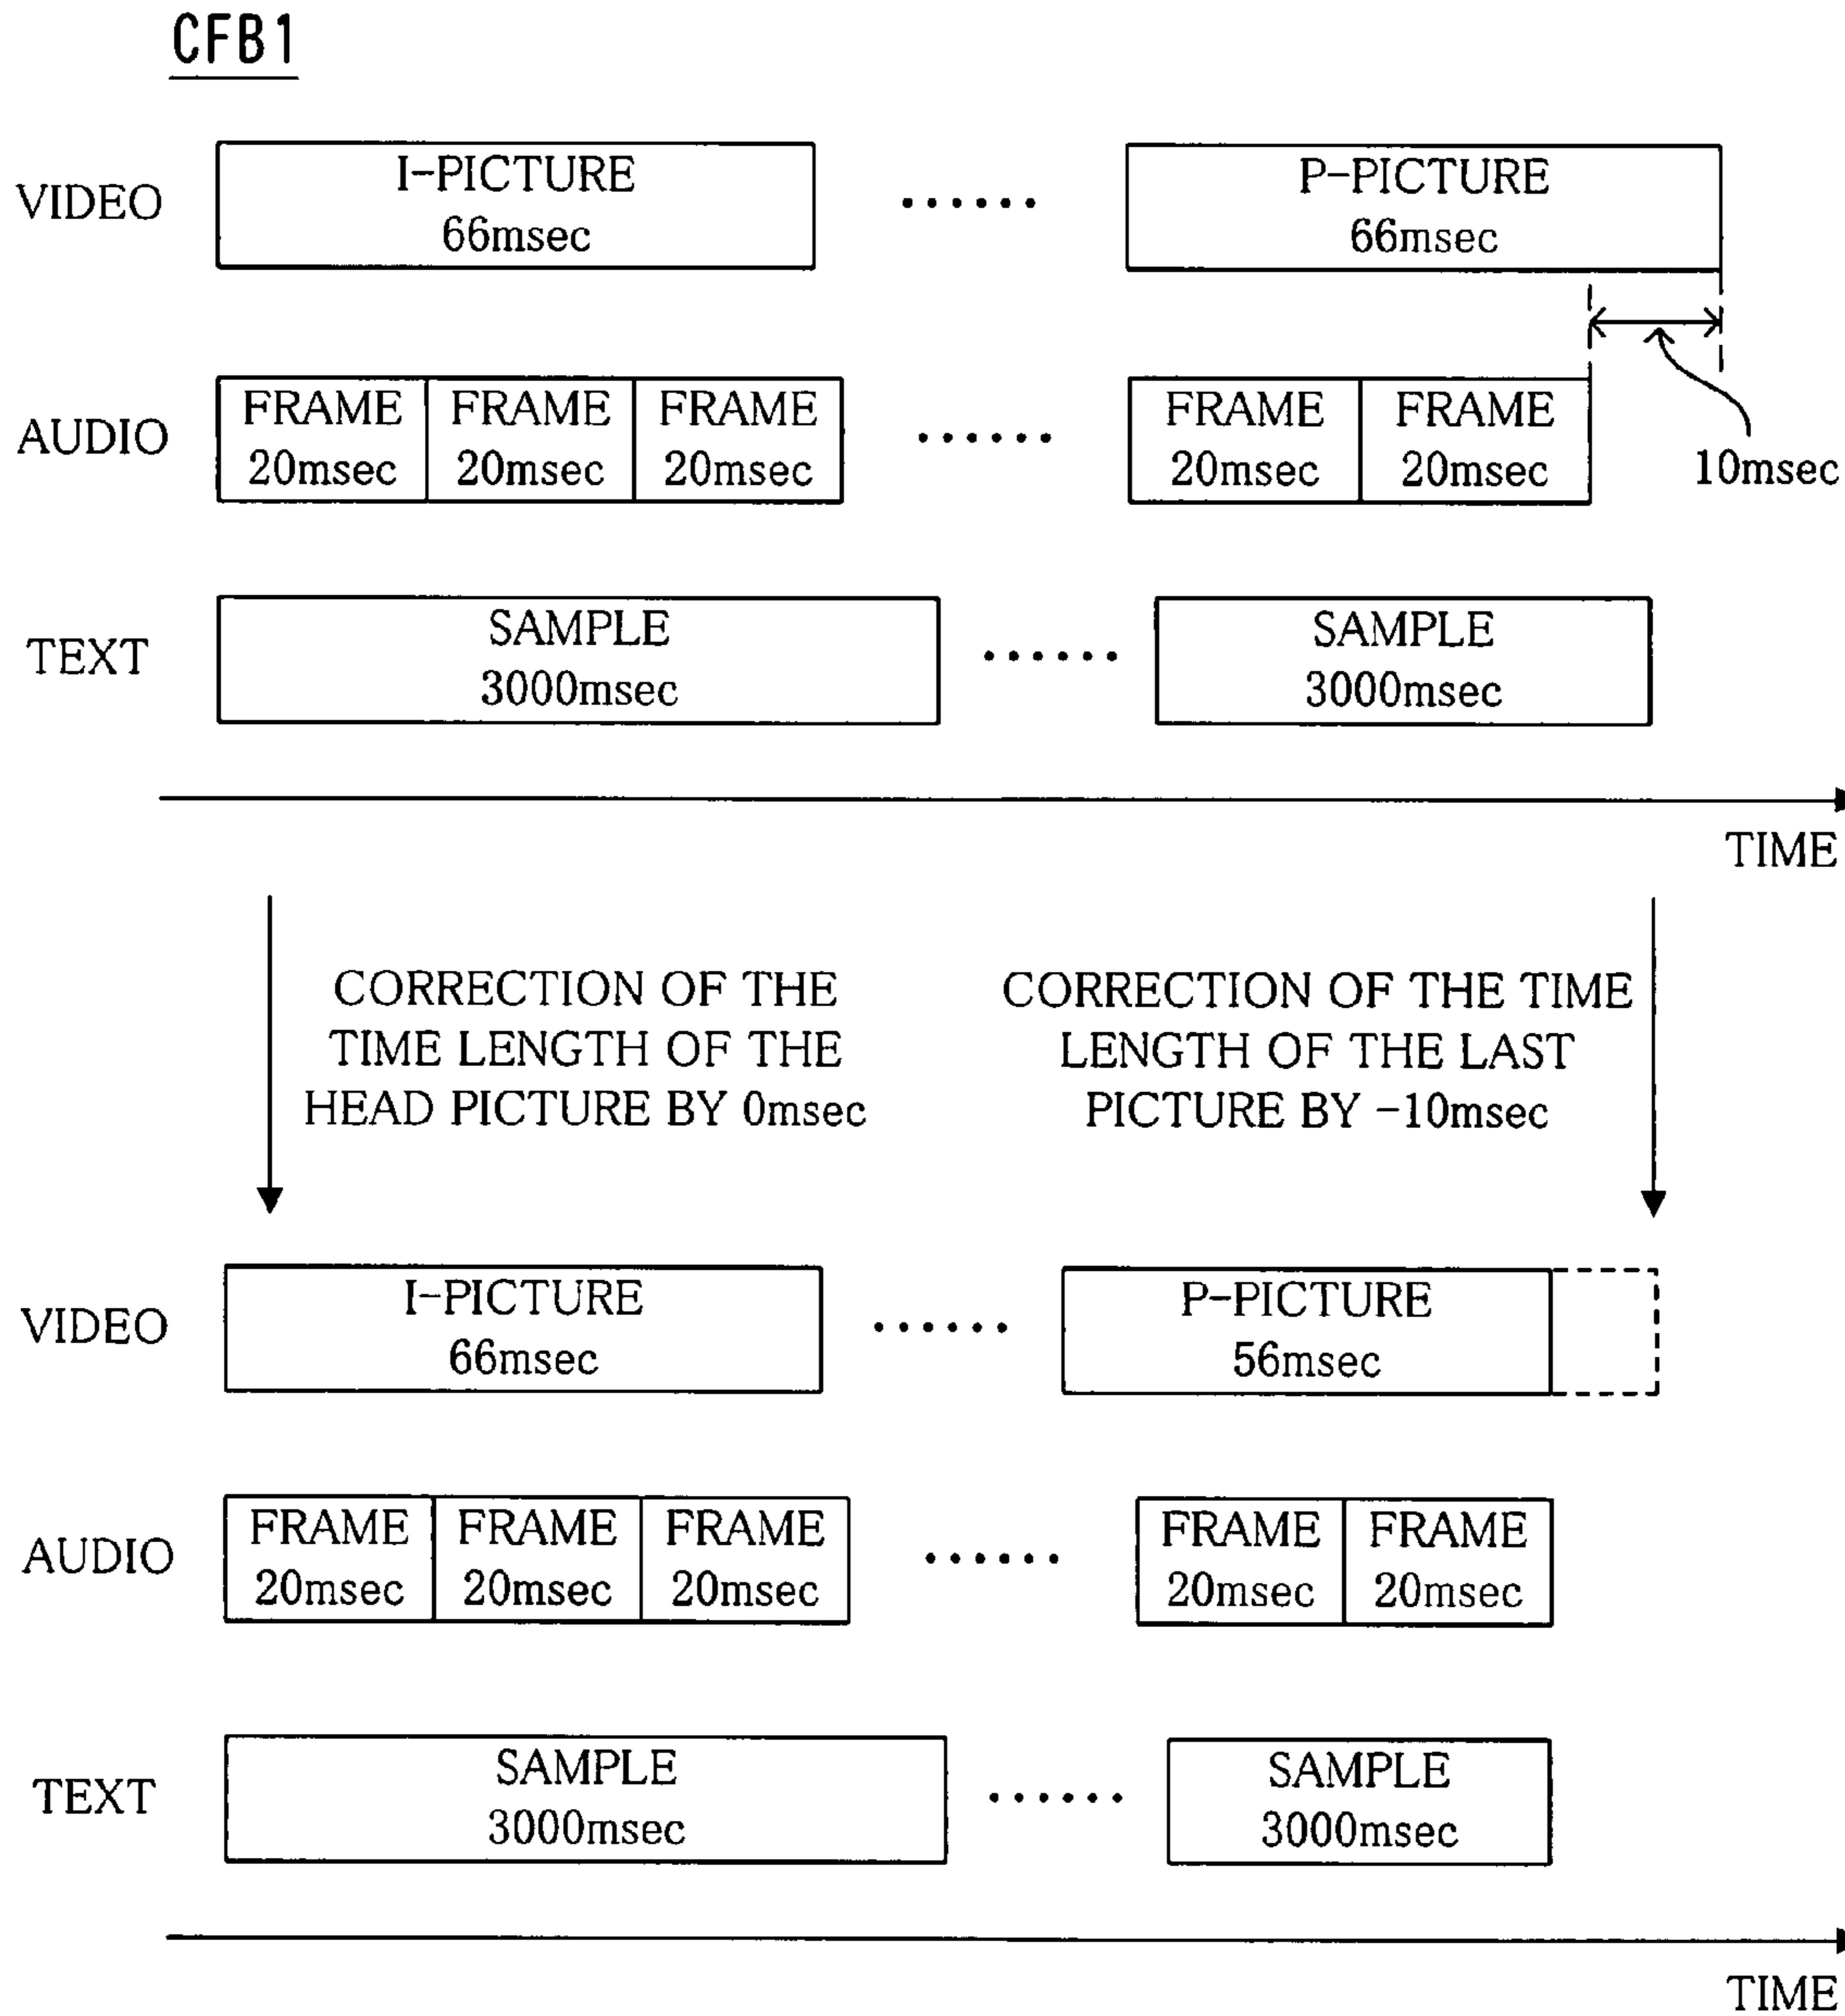 CFB1
VIDEO
I-PICTURE
66msec
......
P-PICTURE
66msec
AUDIO
FRAME
20msec
FRAME
20msec
FRAME
20msec
......
FRAME
20msec
FRAME
20msec
10msec
TEXT
SAMPLE
3000msec
......
SAMPLE
3000msec
TIME
CORRECTION OF THE
TIME LENGTH OF THE
HEAD PICTURE BY 0msec
CORRECTION OF THE TIME
LENGTH OF THE LAST
PICTURE BY -10msec
VIDEO
I-PICTURE
66msec
......
P-PICTURE
56msec
AUDIO
FRAME
20msec
FRAME
20msec
FRAME
20msec
......
FRAME
20msec
FRAME
20msec
TEXT
SAMPLE
3000msec
......
SAMPLE
3000msec
TIME